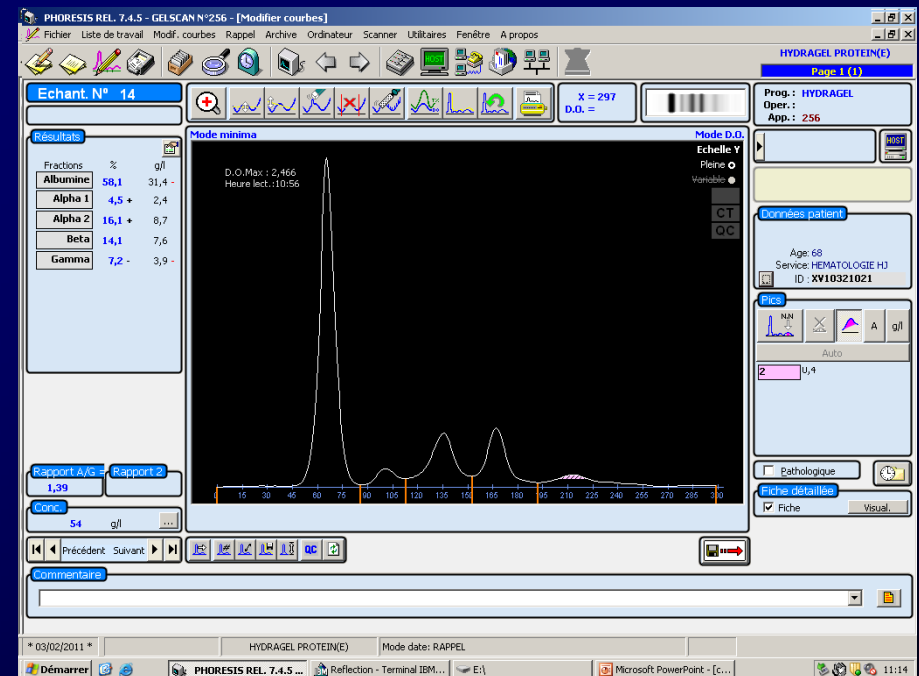 PHORESIS REL. 7.4.5 - GELSCAN N°256 - [Modifier courbes]
Fichier Liste de travail Modif. courbes Rappel Archive Ordinateur Scanner Utilitaires Fenêtre A propos
HYDRAGEL PROTEIN(E)
Page 1 (1)
Echant. N° 14
X = 297
D.O. =
Prog.: HYDRAGEL
Oper.:
App.: 256
Résultats
Fractions % g/l
Albumine 58,1 31,4 -
Alpha 1 4,5 + 2,4
Alpha 2 16,1 + 8,7
Beta 14,1 7,6
Gamma 7,2 - 3,9 -
Mode minima
Mode D.O.
D.O.Max : 2,466
Heure lect.:10:56
Echelle Y
Pleine
Variable
CT
QC
15 30 45 60 75 90 105 120 135 150 165 180 195 210 225 240 255 270 285
HOST
Données patient
Age: 68
Service: HEMATOLOGIE HJ
ID : XV10321021
Pics
A g/l
Auto
2 0,4
Rapport A/G = Rapport 2
1,39
Conc.
54 g/l ...
Pathologique
Fiche détaillée
Fiche Visual.
Précédent Suivant
QC
Commentaire
* 03/02/2011 * HYDRAGEL PROTEIN(E) Mode date: RAPPEL
Démarrer PHORESIS REL. 7.4.5 ... Reflection - Terminal IBM... E:\ Microsoft PowerPoint - [c... 11:14